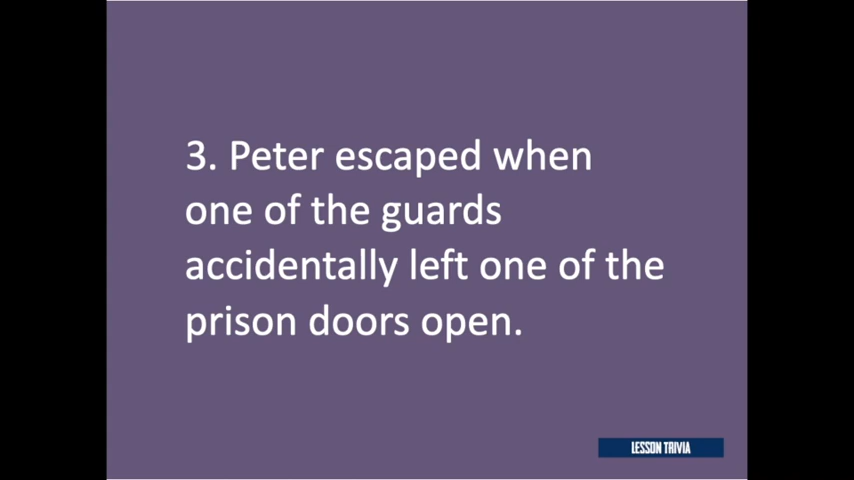 3. Peter escaped when
one of the guards
accidentally left one of the
prison doors open.
LESSON TRIVIA